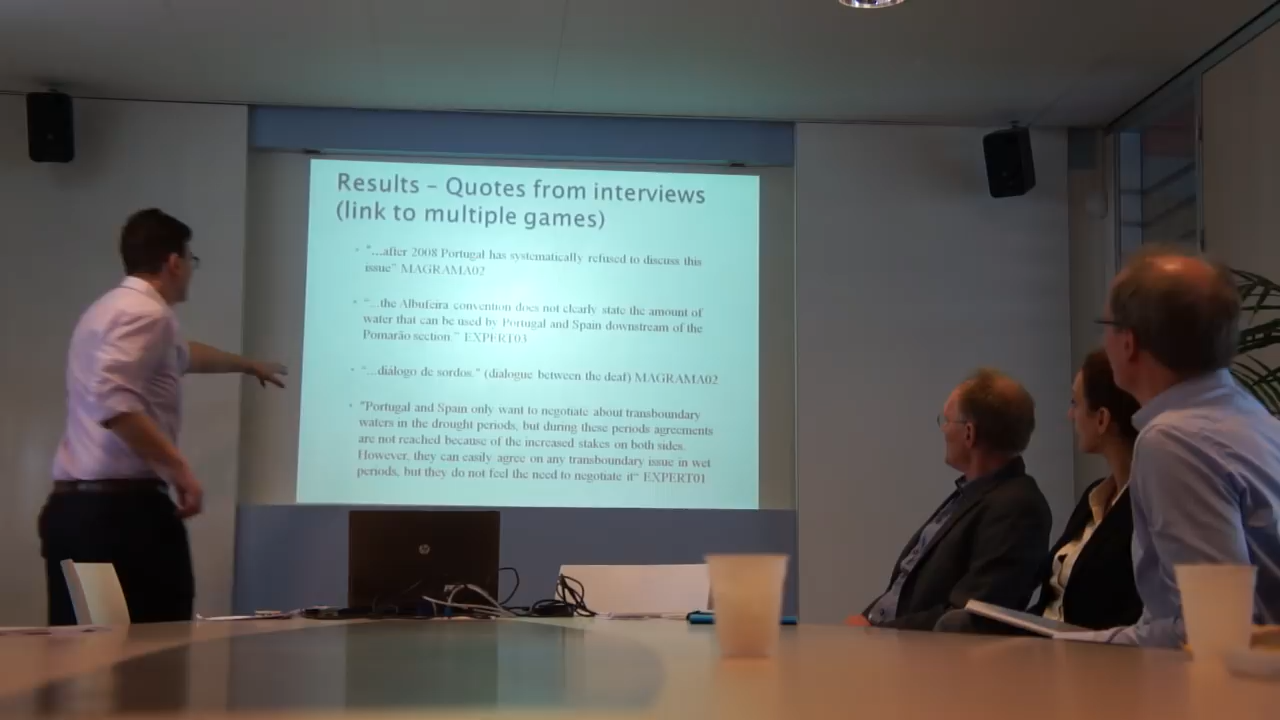 Results – Quotes from interviews
(link to multiple games)
"...after 2008 Portugal has systematically refused to discuss this
issue" MAGRAMA02
"...the Albufeira convention does not clearly state the amount of
water that can be used by Portugal and Spain downstream of the
Pomarão section." EXPERT03
"...diálogo de sordos." (dialogue between the deaf) MAGRAMA02
"Portugal and Spain only want to negotiate about transboundary
waters in the drought periods, but during these periods agreements
are not reached because of the increased stakes on both sides.
However, they can easily agree on any transboundary issue in wet
periods, but they do not feel the need to negotiate it" EXPERT01
hp